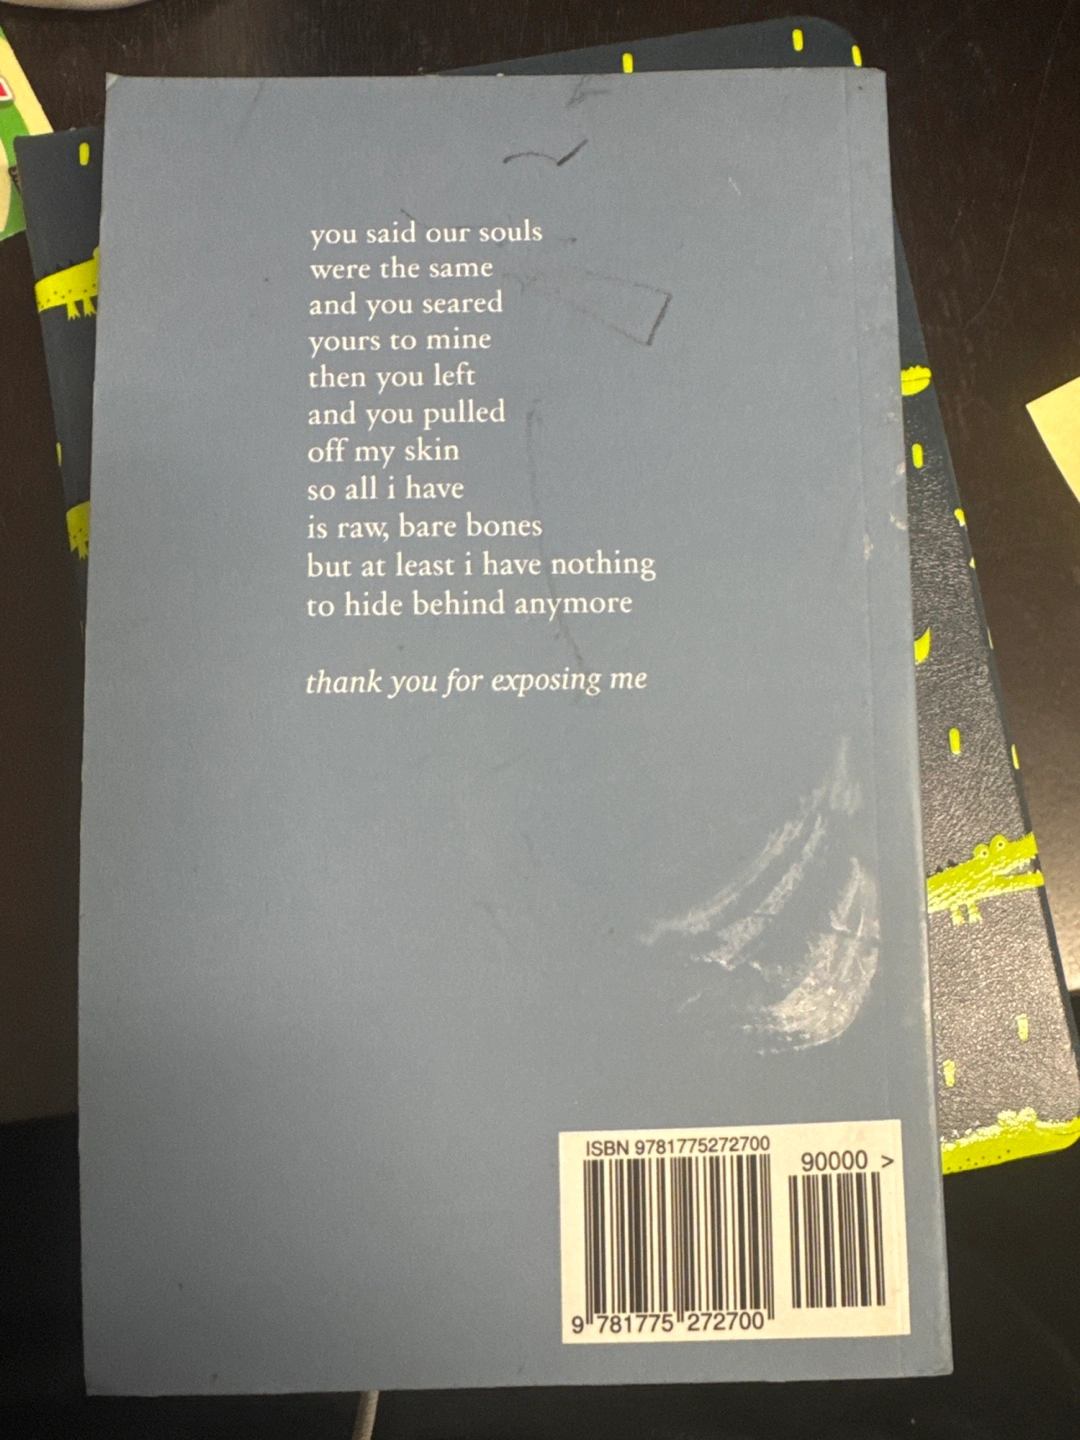 you said our souls
were the same
and you seared
yours to mine
then you left
and you pulled
off my skin
so all i have
is raw, bare bones
but at least i have nothing
to hide behind anymore
thank you for exposing me
ISBN 9781775272700
90000 >
9 781775 272700